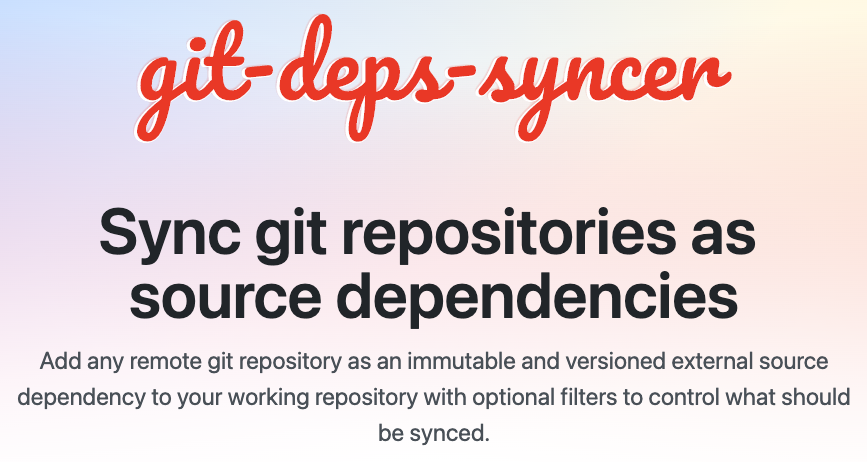 git-deps-syncer
Sync git repositories as
source dependencies
Add any remote git repository as an immutable and versioned external source
dependency to your working repository with optional filters to control what should
be synced.